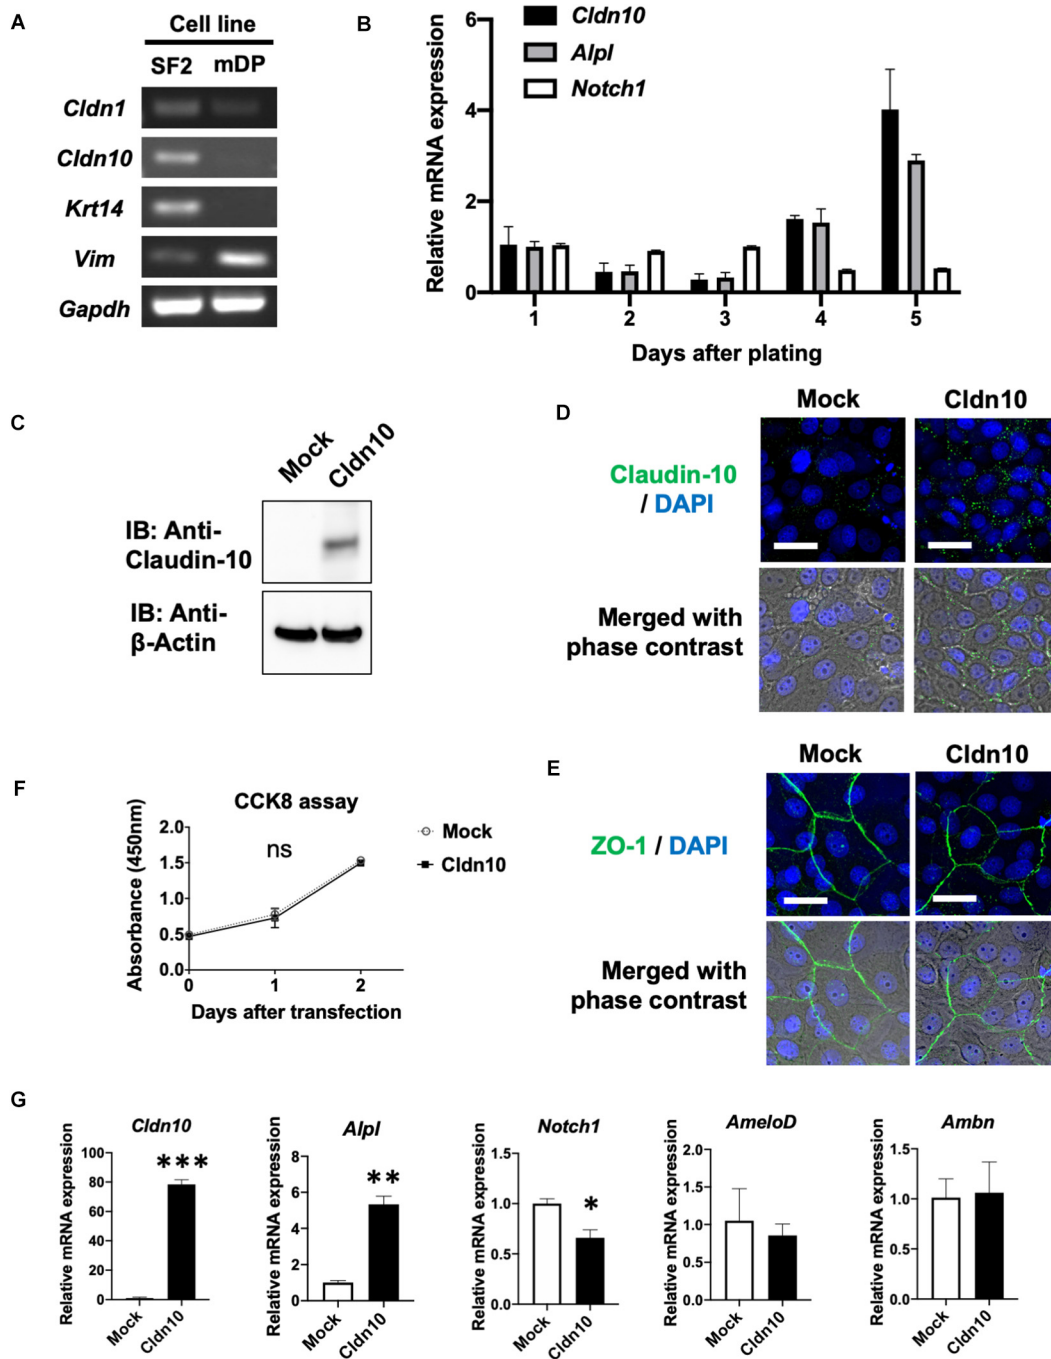 A
Cell line
SF2 mDP
Cldn1
Cldn10
Krt14
Vim
Gapdh
B
Relative mRNA expression
6
4
2
0
Cldn10
Alpl
Notch1
1 2 3 4 5
Days after plating
C
Mock Cldn10
IB: Anti-
Claudin-10
IB: Anti-
β-Actin
D
Mock Cldn10
Claudin-10
/ DAPI
Merged with
phase contrast
E
Mock Cldn10
ZO-1 / DAPI
Merged with
phase contrast
F
CCK8 assay
Absorbance (450nm)
2.0
1.5
1.0
0.5
0.0
ns
Mock
Cldn10
0 1 2
Days after transfection
G
Cldn10
Relative mRNA expression
100
80
60
40
20
0
***
Mock Cldn10
Alpl
Relative mRNA expression
8
6
4
2
0
**
Mock Cldn10
Notch1
Relative mRNA expression
1.5
1.0
0.5
0.0
*
Mock Cldn10
AmeloD
Relative mRNA expression
2.0
1.5
1.0
0.5
0.0
Mock Cldn10
Ambn
Relative mRNA expression
1.5
1.0
0.5
0.0
Mock Cldn10